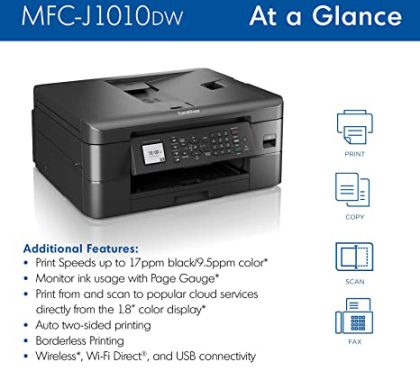 MFC-J1010DW
At a Glance
brother
PRINT
COPY
SCAN
FAX
Additional Features:
• Print Speeds up to 17ppm black/9.5ppm color*
• Monitor ink usage with Page Gauge*
• Print from and scan to popular cloud services
directly from the 1.8" color display*
• Auto two-sided printing
• Borderless Printing
• Wireless*, Wi-Fi Direct®, and USB connectivity